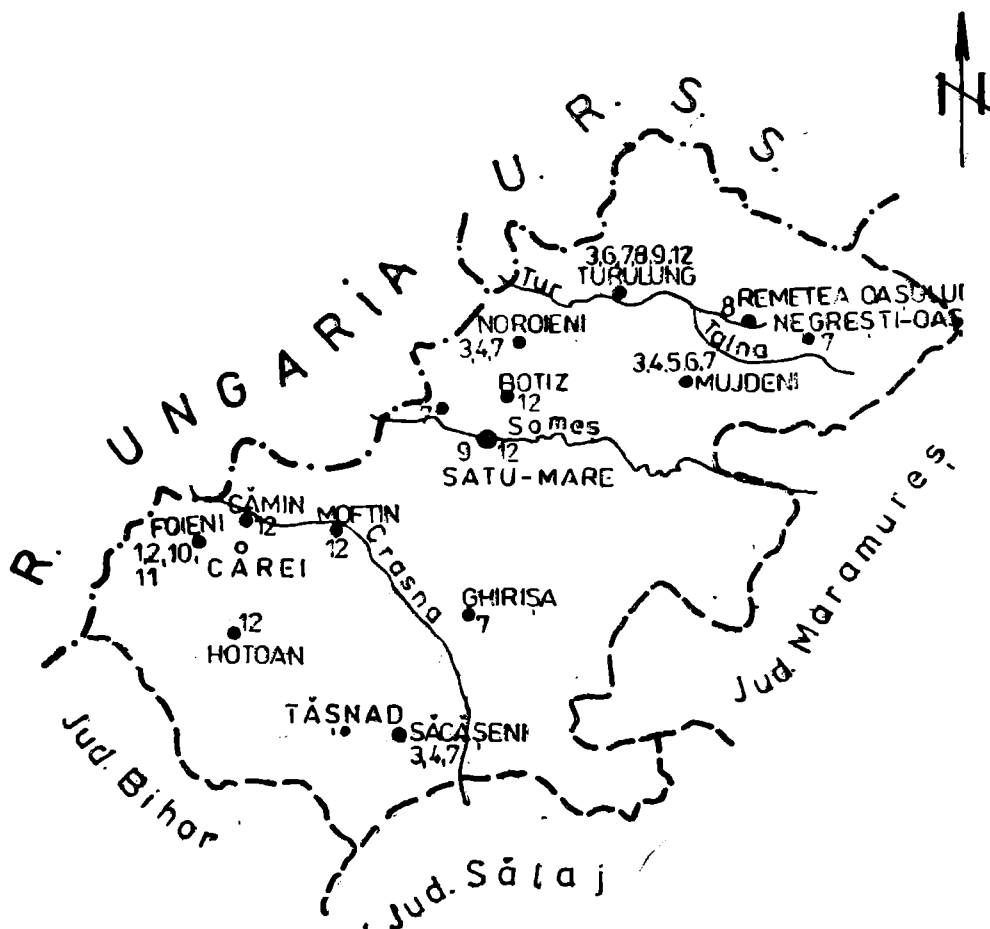 N
U. R. S. S.
R. UNGARIA
3,6,7,8,9,12
TURULUNG
Tur
8 REMETEA OAȘULUI
NEGREȘTI-OAȘ
7
Talna
NOROIENI
3,4,7
3,4,5,6,7
MUJDENI
BOTIZ
12
Someș
9 12
SATU-MARE
CĂMIN
12
MOFTIN
12
FOIENI
1,2,10,
11
CAREI
Crasna
GHIRIȘA
7
12
HOTOAN
TĂȘNAD
SĂCĂȘENI
3,4,7
Jud. Maramureș
Jud. Bihor
Jud. Sălaj